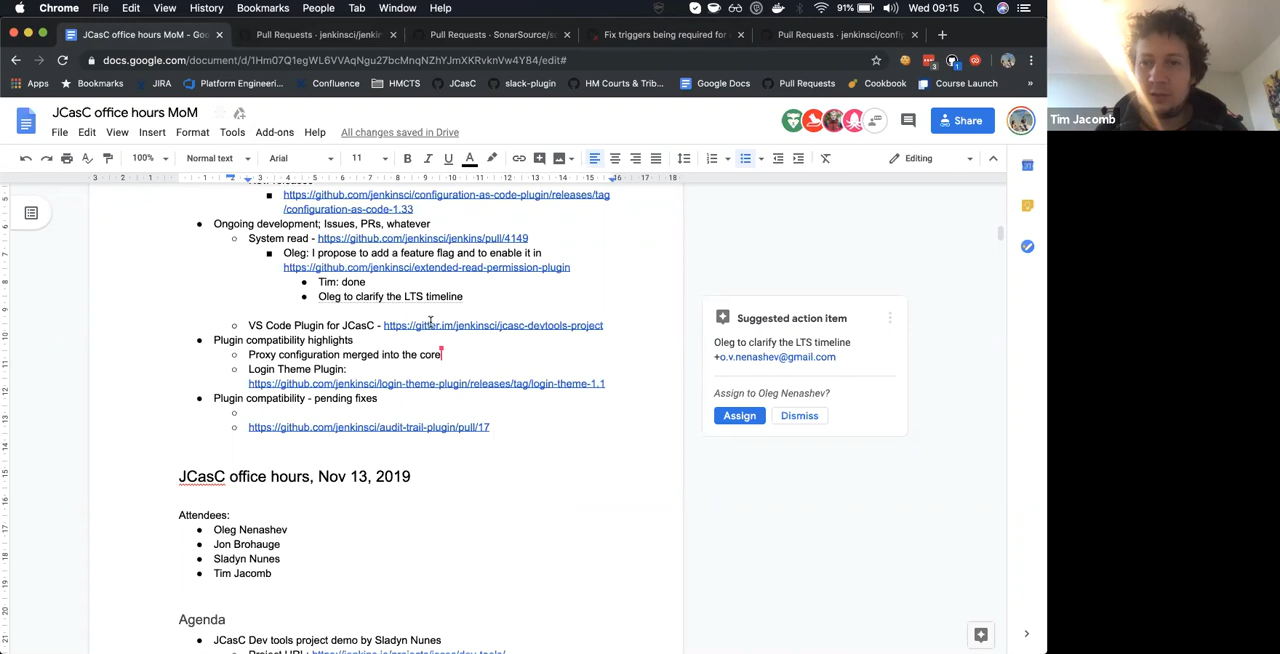 Chrome File Edit View History Bookmarks People Tab Window Help 91% Wed 09:15
JCasC office hours MoM - Goo
Pull Requests · jenkinsci/jenkin
Pull Requests · SonarSource/so
Fix triggers being required for
Pull Requests · jenkinsci/config
docs.google.com/document/d/1Hm07Q1egWL6VVAqNgu27bcMnqNZhYJmXKRvknVw4Y84/edit#
Apps Bookmarks JIRA Platform Engineeri... Confluence HMCTS JCasC slack-plugin HM Courts & Trib... Google Docs Pull Requests Cookbook Course Launch »
JCasC office hours MoM
File Edit View Insert Format Tools Add-ons Help All changes saved in Drive
Share
100% Normal text Arial 11 Editing
https://github.com/jenkinsci/configuration-as-code-plugin/releases/tag
/configuration-as-code-1.33
Ongoing development; Issues, PRs, whatever
System read - https://github.com/jenkinsci/jenkins/pull/4149
Oleg: I propose to add a feature flag and to enable it in
https://github.com/jenkinsci/extended-read-permission-plugin
Tim: done
Oleg to clarify the LTS timeline
VS Code Plugin for JCasC - https://gitter.im/jenkinsci/jcasc-devtools-project
Plugin compatibility highlights
Proxy configuration merged into the core
Login Theme Plugin:
https://github.com/jenkinsci/login-theme-plugin/releases/tag/login-theme-1.1
Plugin compatibility - pending fixes
https://github.com/jenkinsci/audit-trail-plugin/pull/17
JCasC office hours, Nov 13, 2019
Attendees:
Oleg Nenashev
Jon Brohauge
Sladyn Nunes
Tim Jacomb
Agenda
JCasC Dev tools project demo by Sladyn Nunes
Project URL: https://jenkins.io/projects/jcasc/dev-tools/
Suggested action item
Oleg to clarify the LTS timeline
+o.v.nenashev@gmail.com
Assign to Oleg Nenashev?
Assign Dismiss
Tim Jacomb